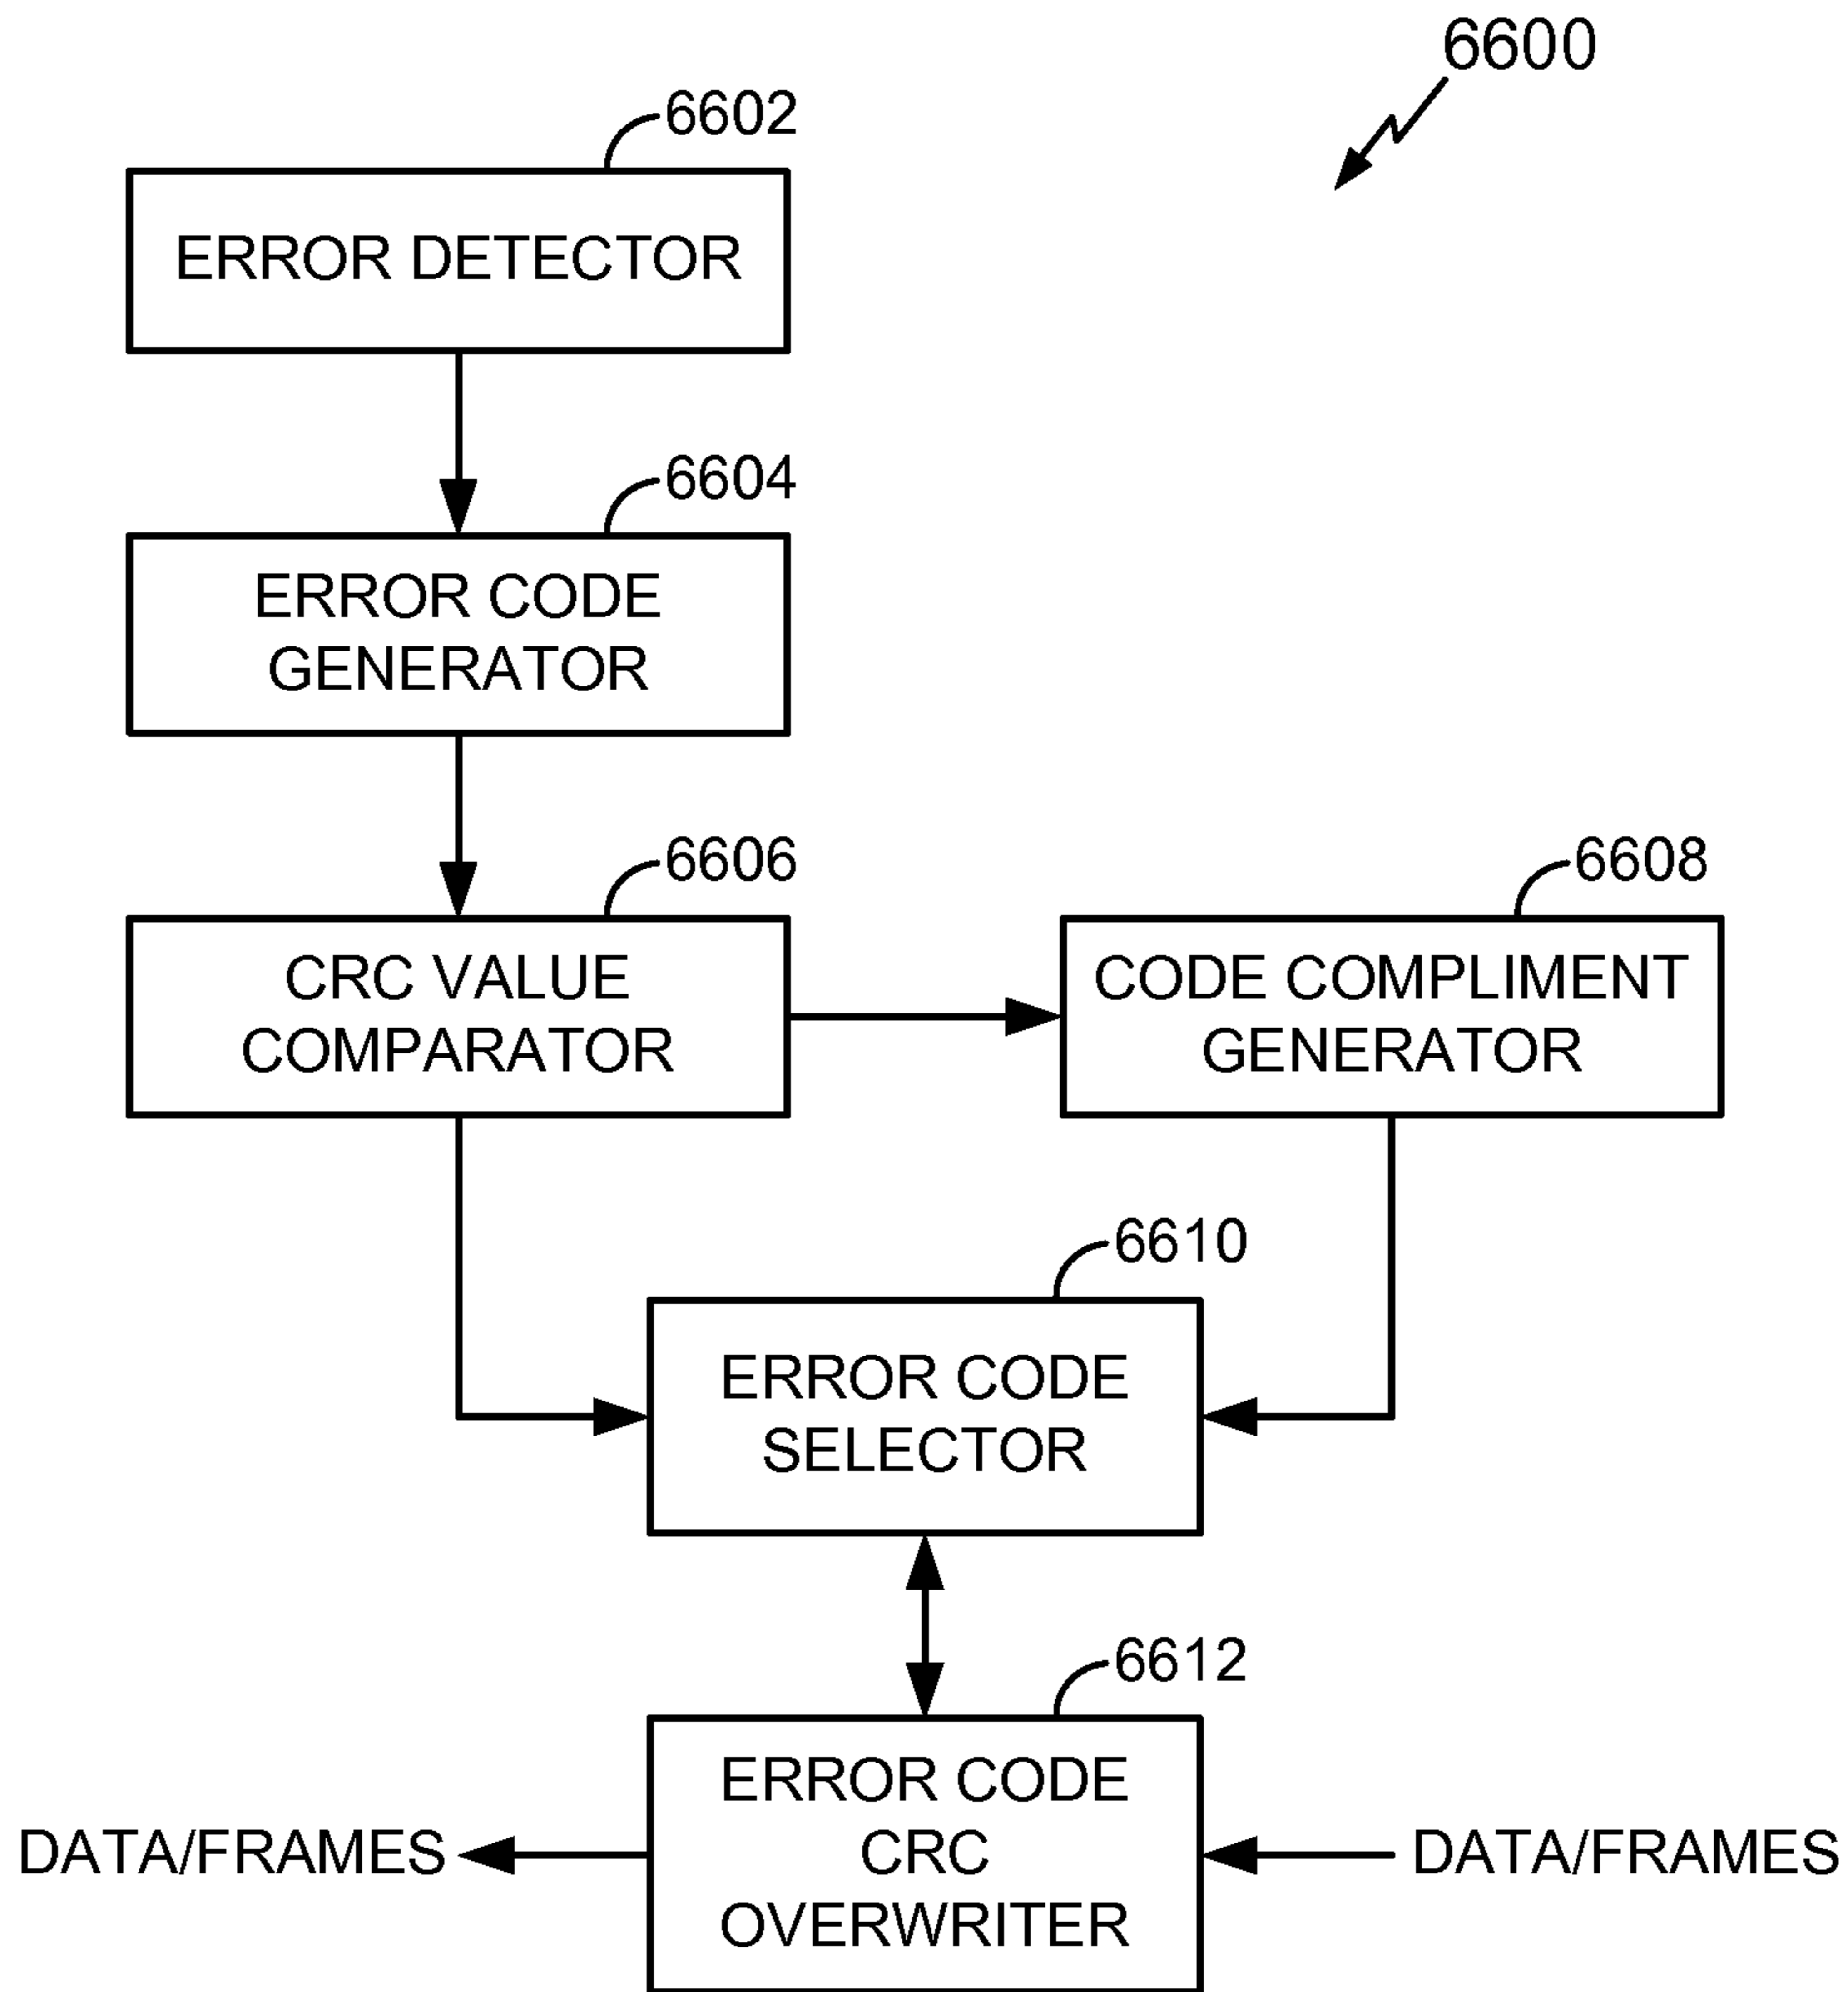 6600
6602
ERROR DETECTOR
6604
ERROR CODE
GENERATOR
6606
CRC VALUE
COMPARATOR
6608
CODE COMPLIMENT
GENERATOR
6610
ERROR CODE
SELECTOR
6612
ERROR CODE
CRC
OVERWRITER
DATA/FRAMES
DATA/FRAMES